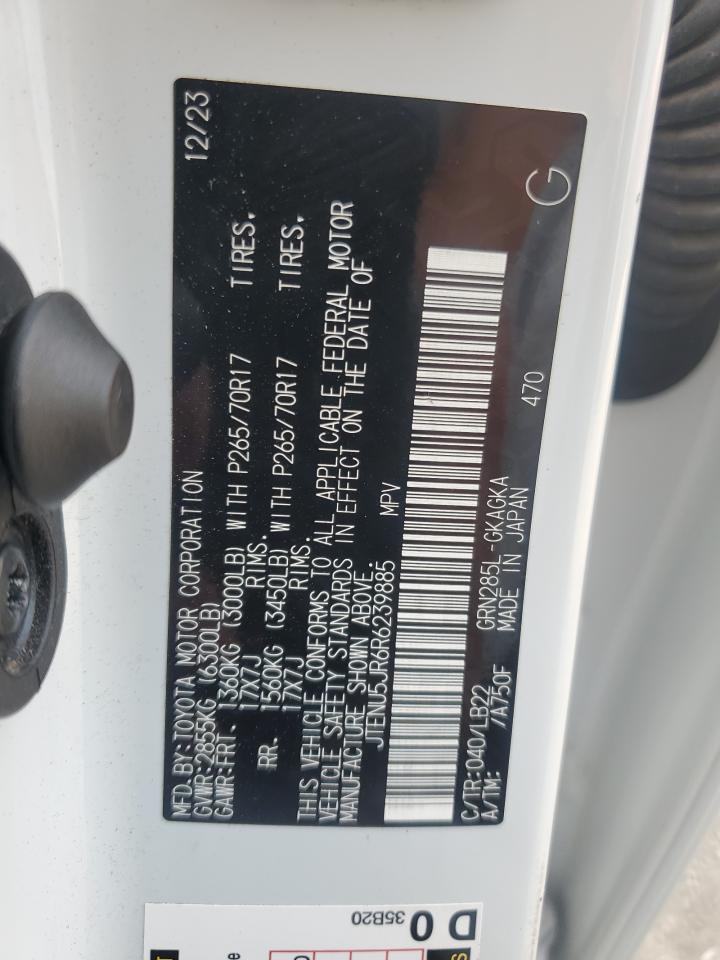 12/23
MFD. BY: TOYOTA MOTOR CORPORATION
GVWR: 2855KG (6300LB)
GAWR: FRT. 1360KG (3000LB) WITH P265/70R17 TIRES.
17X7J RIMS.
RR. 1560KG (3450LB) WITH P265/70R17 TIRES.
17X7J RIMS.
THIS VEHICLE CONFORMS TO ALL APPLICABLE FEDERAL MOTOR
VEHICLE SAFETY STANDARDS IN EFFECT ON THE DATE OF
MANUFACTURE SHOWN ABOVE.
JTENU5JR6R6239885 MPV
C/TR: 040/LB22 GRN285L-GKAGKA
A/TM: /A750F MADE IN JAPAN
470
G
35B20
D 0